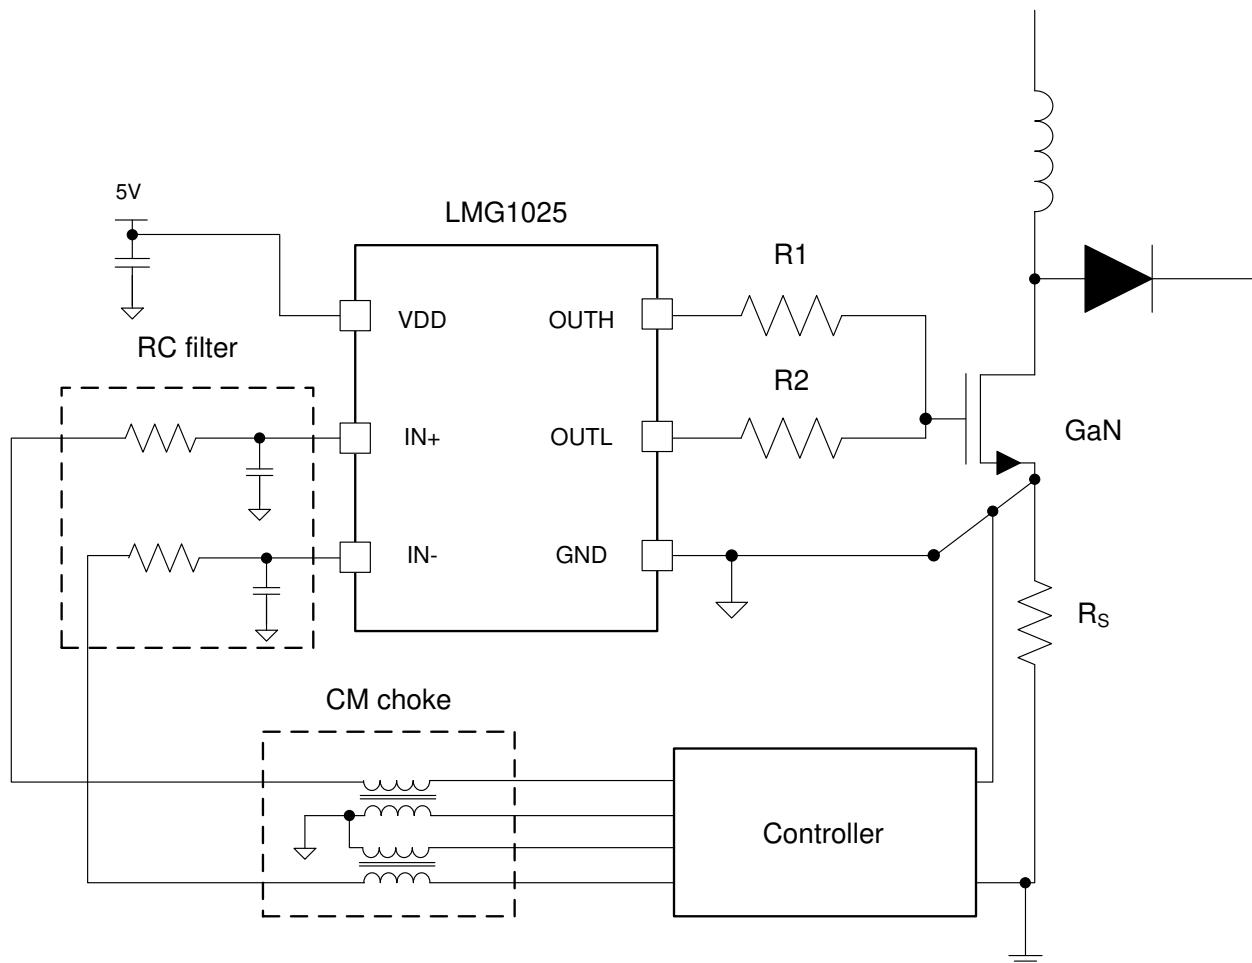 5V
LMG1025
R1
VDD
OUTH
RC filter
R2
IN+
OUTL
GaN
IN-
GND
RS
CM choke
Controller